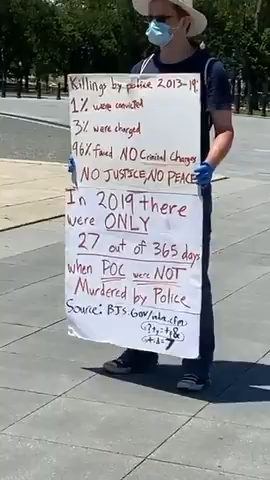 Killings by police 2013-19:
1% were convicted
3% were charged
96% faced NO Criminal Charges
NO JUSTICE, NO PEACE
In 2019 there
were ONLY
27 out of 365 days
when POC were NOT
Murdered by Police
Source: BJS.GOV/